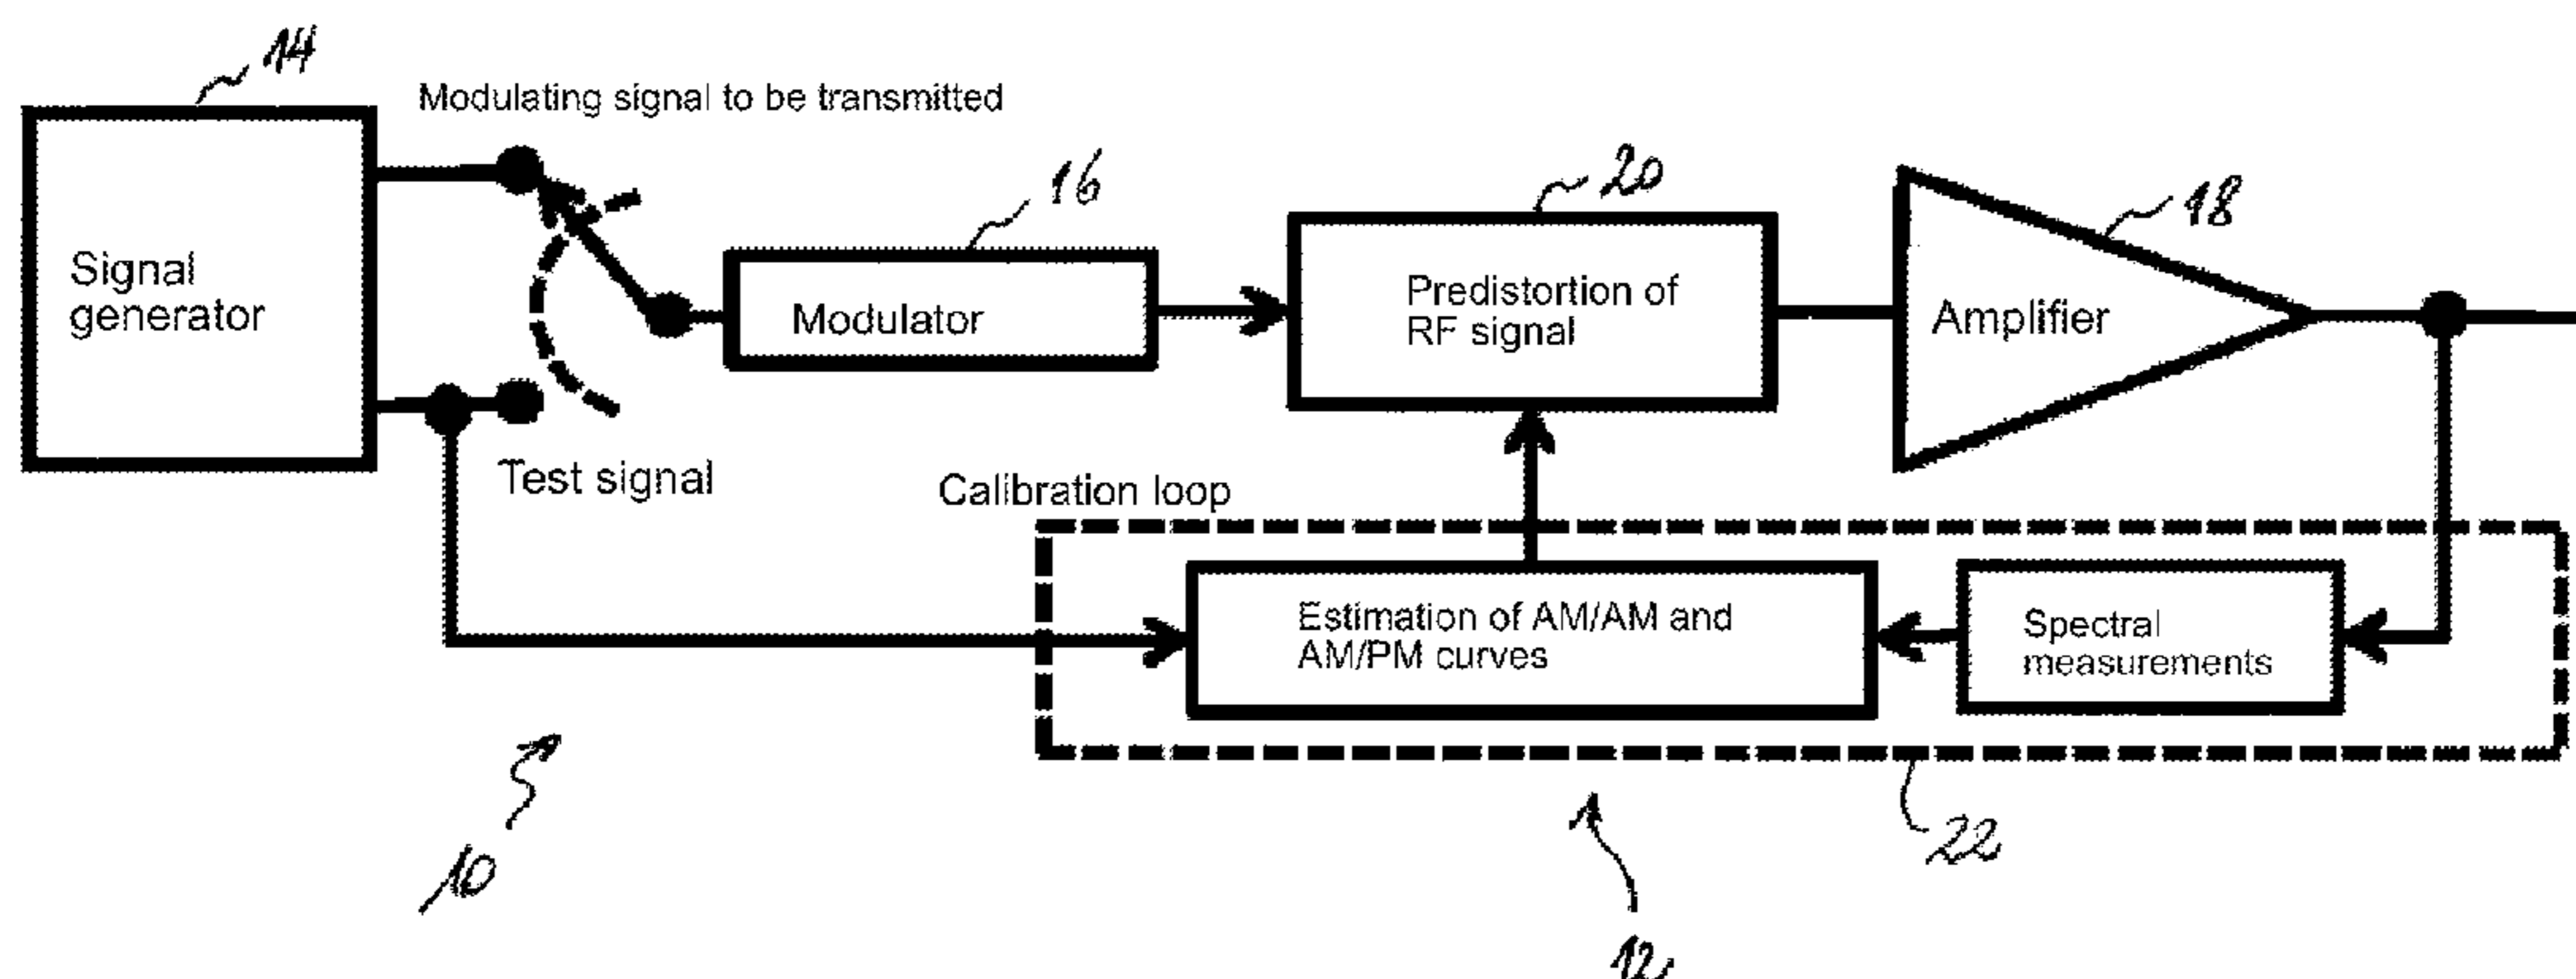 14
Modulating signal to be transmitted
16
20
18
Signal
generator
Modulator
Predistortion of
RF signal
Amplifier
Test signal
Calibration loop
Estimation of AM/AM and
AM/PM curves
Spectral
measurements
10
22
12